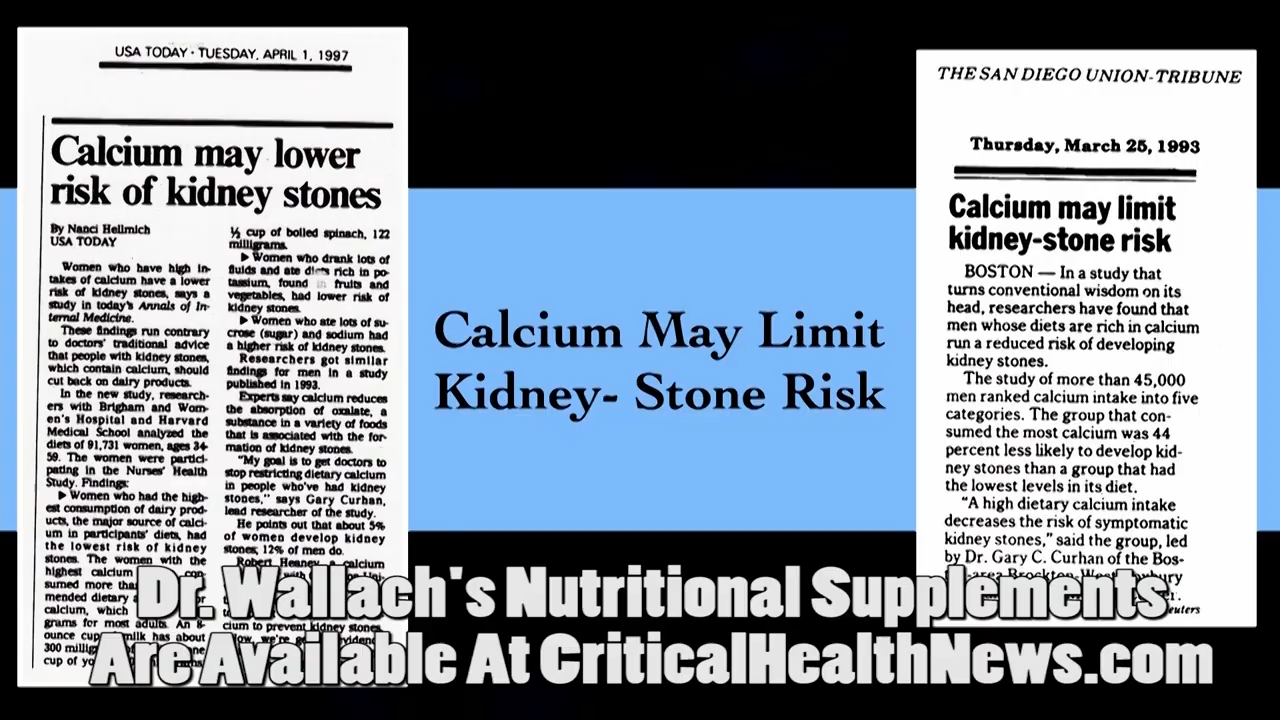 USA TODAY · TUESDAY, APRIL 1, 1997
Calcium may lower
risk of kidney stones
By Nanci Hellmich
USA TODAY
Women who have high in-
takes of calcium have a lower
risk of kidney stones, says a
study in today's Annals of In-
ternal Medicine.
These findings run contrary
to doctors' traditional advice
that people with kidney stones,
which contain calcium, should
cut back on dairy products.
In the new study, research-
ers with Brigham and Wom-
en's Hospital and Harvard
Medical School analyzed the
diets of 91,731 women, ages 34-
59. The women were partici-
pating in the Nurses' Health
Study. Findings:
▶ Women who had the high-
est consumption of dairy prod-
ucts, the major source of calci-
um in participants' diets, had
the lowest risk of kidney
stones. The women with the
highest calcium
sumed more
mended dietary
calcium, which
grams for most adults. An 8-
ounce cup milk has about
300
cup of
½ cup of boiled spinach, 122
milligrams.
▶ Women who drank lots of
fluids and ate rich in po-
tassium, found in fruits and
vegetables, had lower risk of
kidney stones.
▶ Women who ate lots of su-
crose (sugar) and sodium had
a higher risk of kidney stones.
Researchers got similar
findings for men in a study
published in 1993.
Experts say calcium reduces
the absorption of oxalate, a
substance in a variety of foods
that is associated with the for-
mation of kidney stones.
"My goal is to get doctors to
stop restricting dietary calcium
in people who've had kidney
stones," says Gary Curhan,
lead researcher of the study.
He points out that about 5%
of women develop kidney
stones; 12% of men do.
Robert Heaney, a calcium
cium to prevent kidney stones.
Calcium May Limit
Kidney- Stone Risk
THE SAN DIEGO UNION-TRIBUNE
Thursday, March 25, 1993
Calcium may limit
kidney-stone risk
BOSTON — In a study that
turns conventional wisdom on its
head, researchers have found that
men whose diets are rich in calcium
run a reduced risk of developing
kidney stones.
The study of more than 45,000
men ranked calcium intake into five
categories. The group that con-
sumed the most calcium was 44
percent less likely to develop kid-
ney stones than a group that had
the lowest levels in its diet.
"A high dietary calcium intake
decreases the risk of symptomatic
kidney stones," said the group, led
by Dr. Gary C. Curhan of the Bos-
Dr. Wallach's Nutritional Supplements
Are Available At CriticalHealthNews.com